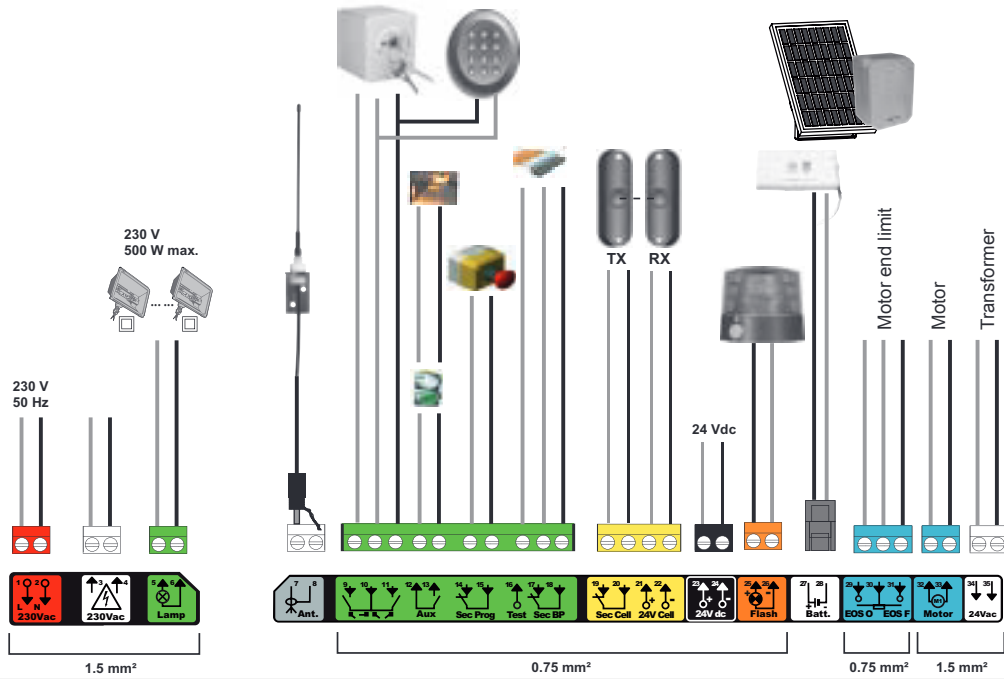 230 V
500 W max.
230 V
50 Hz
TX
RX
24 Vdc
Motor end limit
Motor
Transformer
1 2
L N
230Vac
3 4
230Vac
5 6
Lamp
7 8
Ant.
9 10 11
12 13
Aux
14 15
Sec Prog
16
Test
17 18
Sec BP
19 20
Sec Cell
21 22
24V Cell
23 24
24V dc
25 26
Flash
27 28
Batt.
29 30 31
EOS O EOS F
32 33
M1
Motor
34 35
24Vac
1.5 mm²
0.75 mm²
0.75 mm²
1.5 mm²